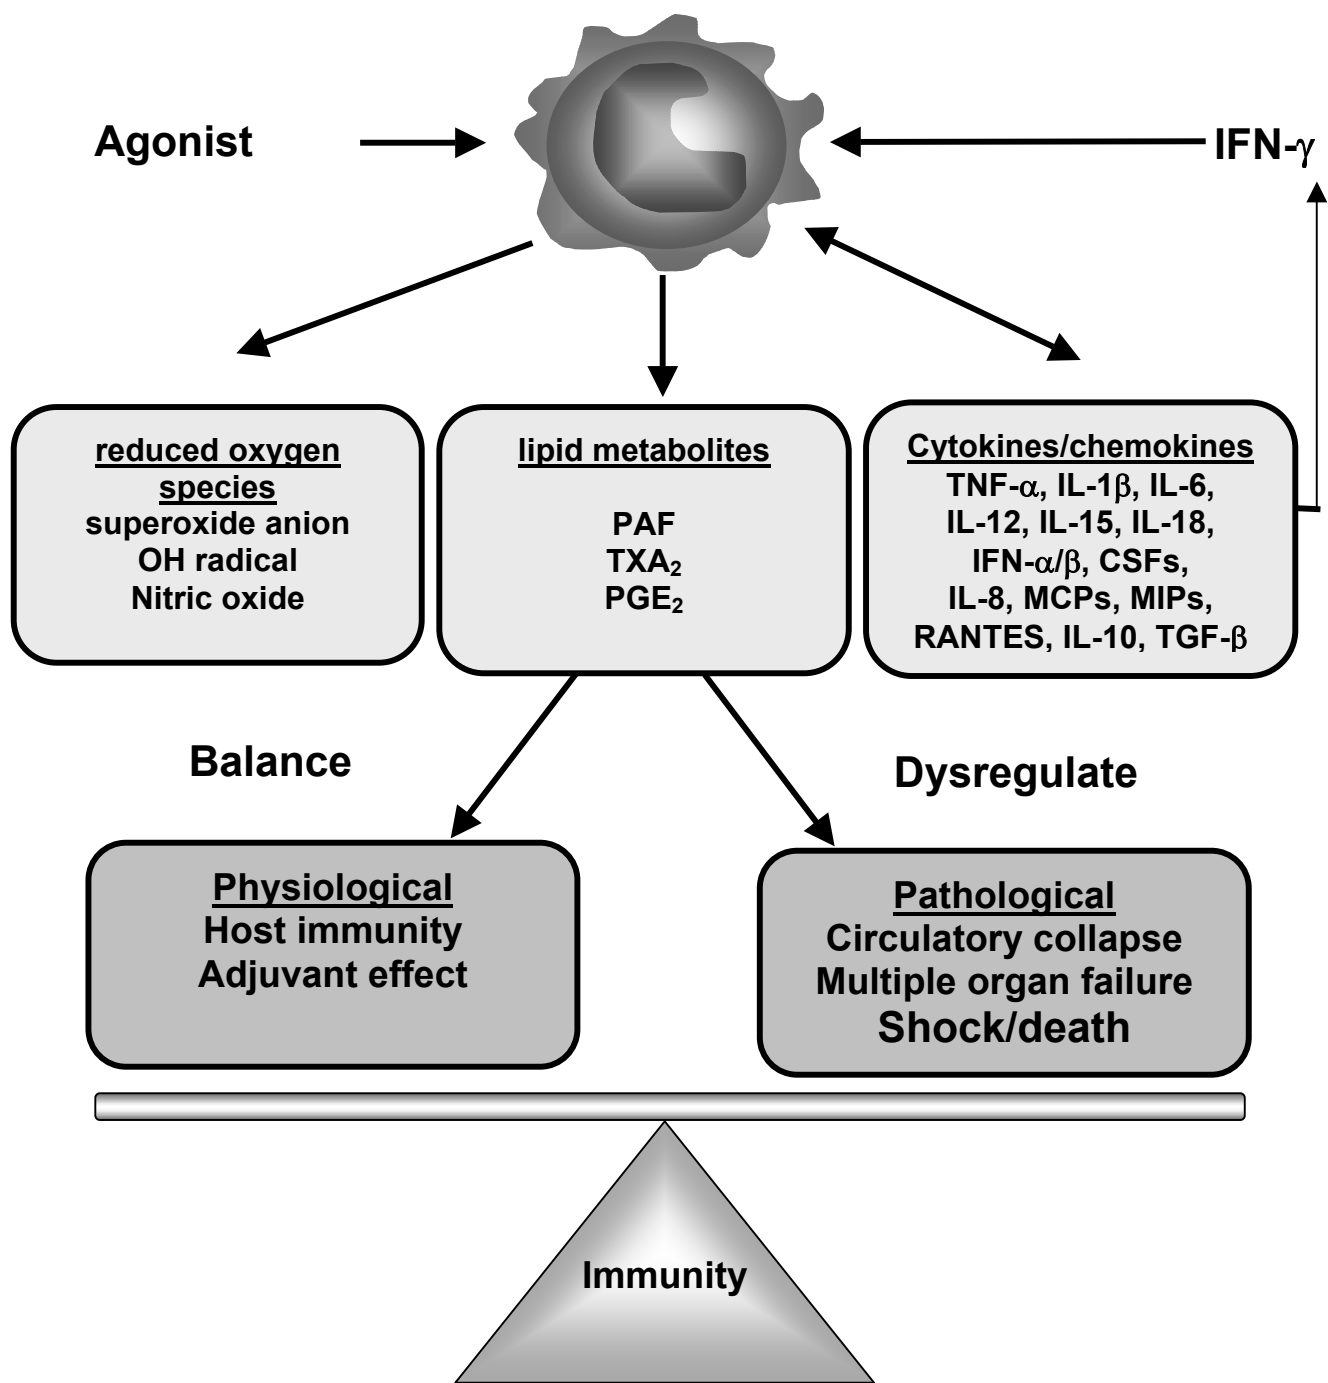 Agonist
IFN-γ
reduced oxygen
species
superoxide anion
OH radical
Nitric oxide
lipid metabolites
PAF
TXA₂
PGE₂
Cytokines/chemokines
TNF-α, IL-1β, IL-6,
IL-12, IL-15, IL-18,
IFN-α/β, CSFs,
IL-8, MCPs, MIPs,
RANTES, IL-10, TGF-β
Balance
Dysregulate
Physiological
Host immunity
Adjuvant effect
Pathological
Circulatory collapse
Multiple organ failure
Shock/death
Immunity